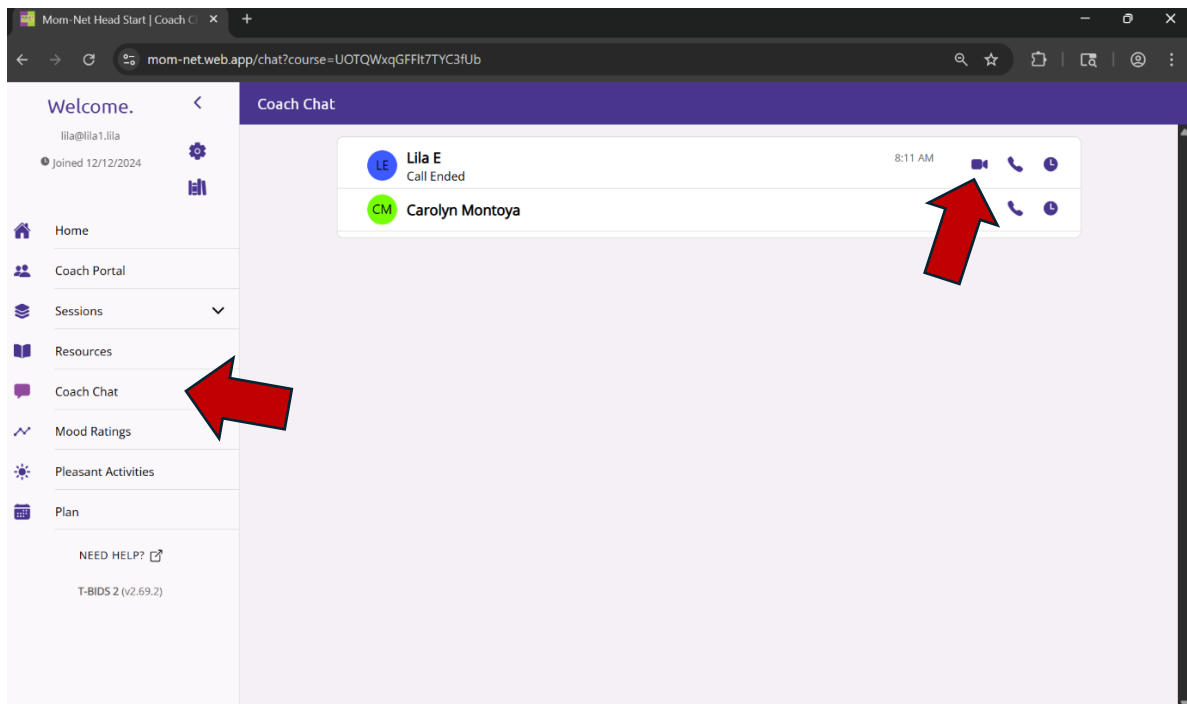 Mom-Net Head Start | Coach C
mom-net.web.app/chat?course=UOTQWxqGFFlt7TYC3fUb
Welcome.
lila@lila1.lila
Joined 12/12/2024
Home
Coach Portal
Sessions
Resources
Coach Chat
Mood Ratings
Pleasant Activities
Plan
NEED HELP?
T-BIDS 2 (v2.69.2)
Coach Chat
LE
Lila E
8:11 AM
Call Ended
CM
Carolyn Montoya